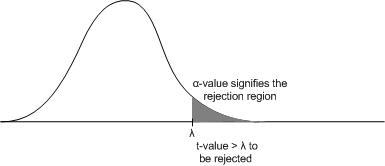 α-value signifies the
rejection region
λ
t-value > λ to
be rejected